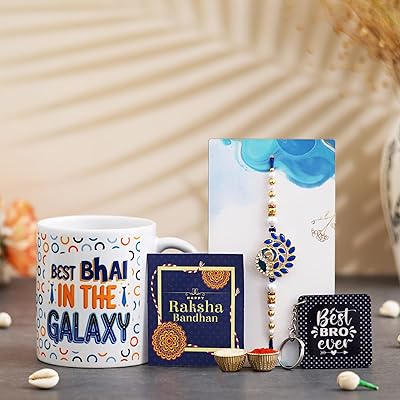 BEST BHAI
IN THE
GALAXY
HAPPY
Raksha
Bandhan
Best
BRO
ever